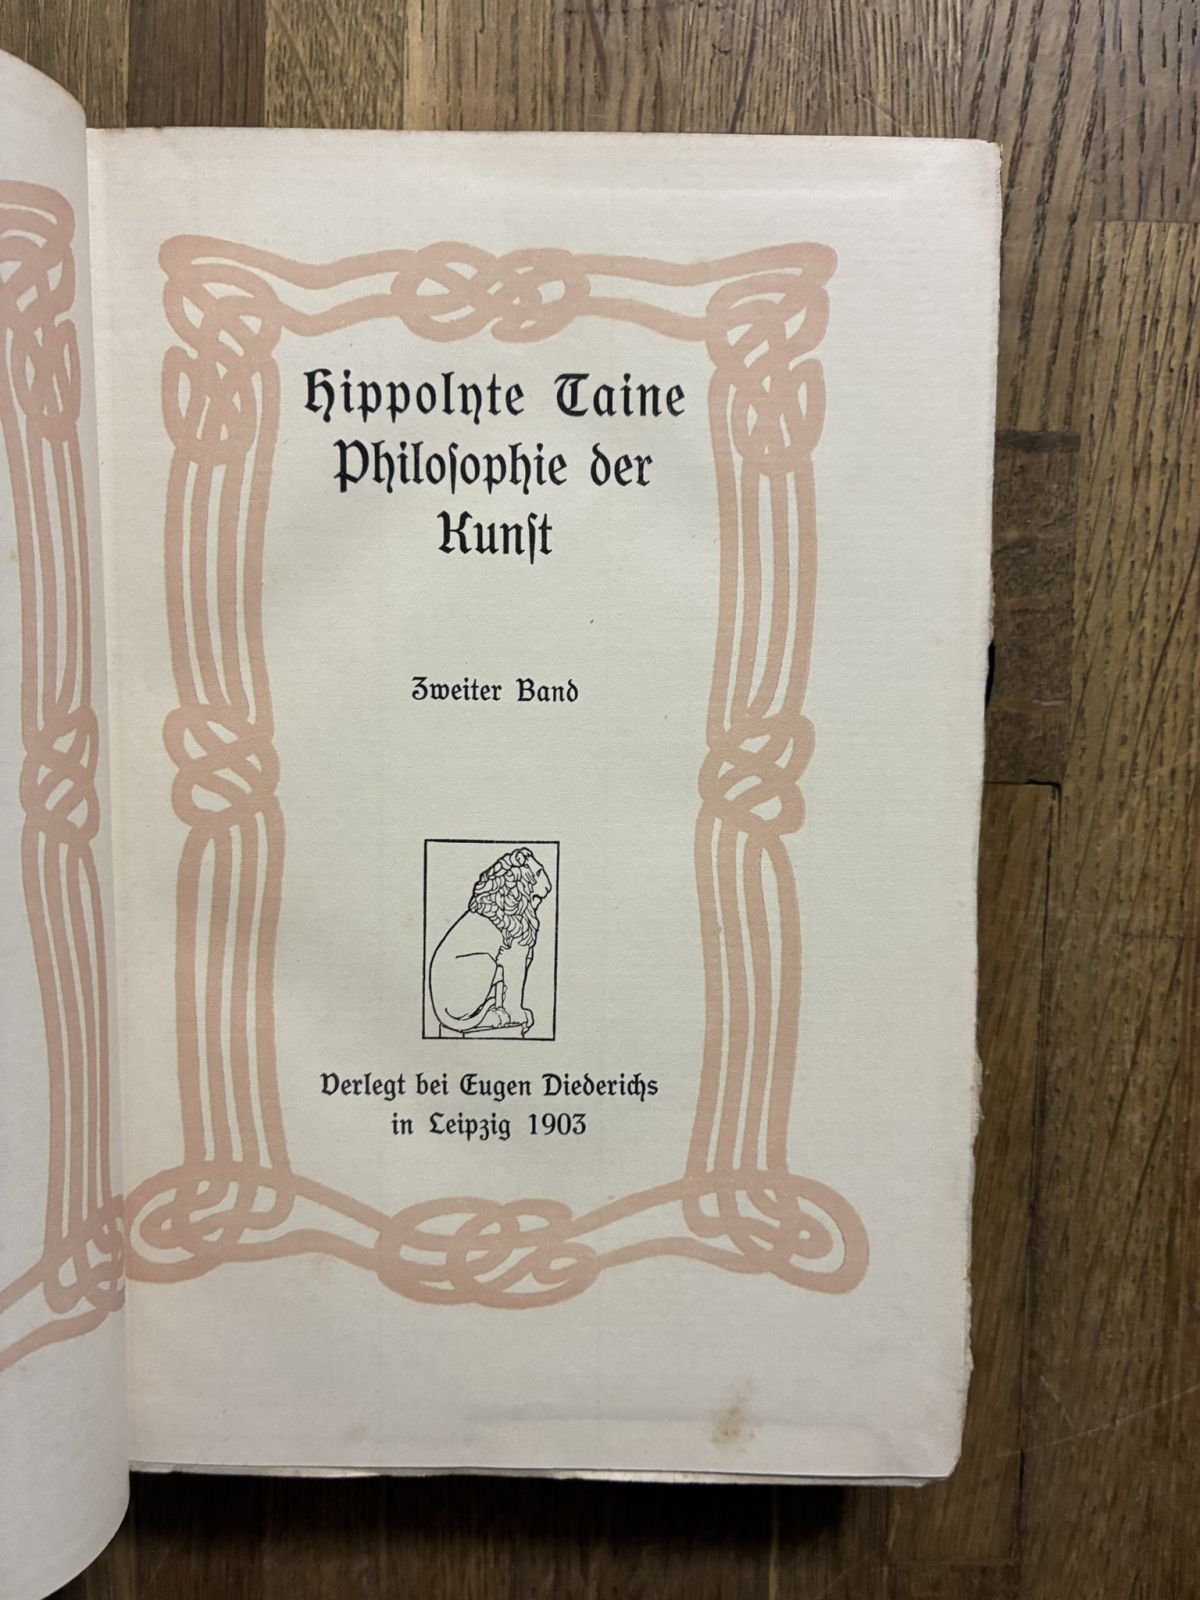 Hippolyte Taine
Philoſophie der
Kunſt
Zweiter Band
Verlegt bei Eugen Diederichs
in Leipzig 1903